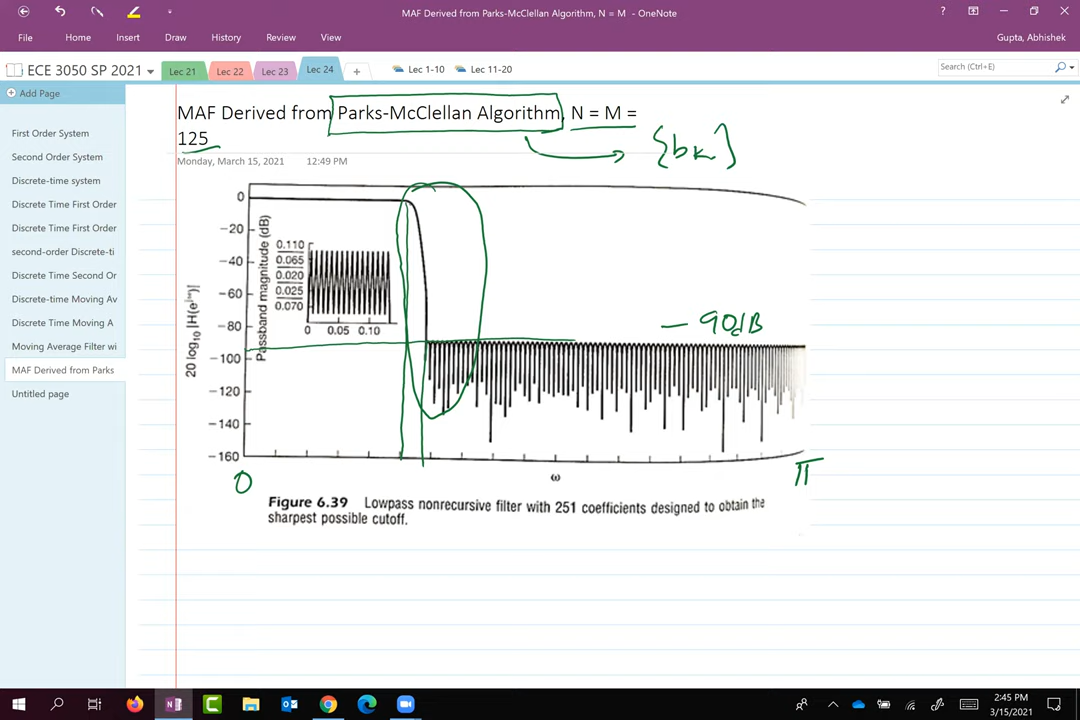 MAF Derived from Parks-McClellan Algorithm, N = M - OneNote
File Home Insert Draw History Review View
Gupta, Abhishek
ECE 3050 SP 2021
Lec 21 Lec 22 Lec 23 Lec 24 Lec 1-10 Lec 11-20
Search (Ctrl+E)
Add Page
First Order System
Second Order System
Discrete-time system
Discrete Time First Order
Discrete Time First Order
second-order Discrete-ti
Discrete Time Second Or
Discrete-time Moving Av
Discrete Time Moving A
Moving Average Filter wi
MAF Derived from Parks
Untitled page
MAF Derived from Parks-McClellan Algorithm, N = M =
125
Monday, March 15, 2021 12:49 PM
{bk}
0
-20
-40
-60
-80
-100
-120
-140
-160
20 log10 |H(e^jω)|
Passband magnitude (dB)
0.110
0.065
0.020
0.025
0.070
0 0.05 0.10
- 90dB
0 ω π
Figure 6.39 Lowpass nonrecursive filter with 251 coefficients designed to obtain the
sharpest possible cutoff.
2:45 PM
3/15/2021